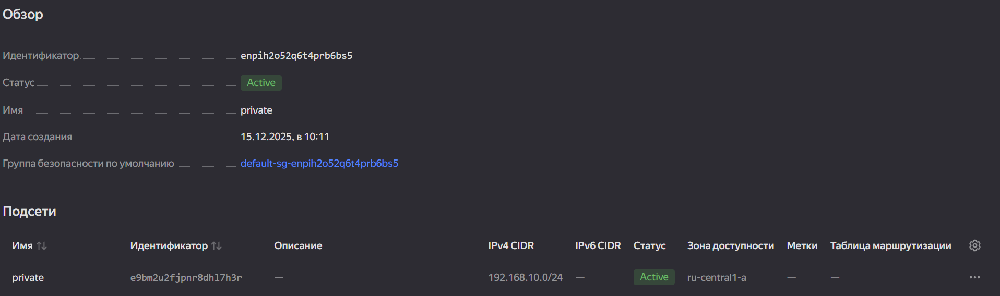 Обзор
Идентификатор enpih2o52q6t4prb6bs5
Статус Active
Имя private
Дата создания 15.12.2025, в 10:11
Группа безопасности по умолчанию default-sg-enpih2o52q6t4prb6bs5
Подсети
Имя Идентификатор Описание IPv4 CIDR IPv6 CIDR Статус Зона доступности Метки Таблица маршрутизации
private e9bm2u2fjpnr8dhl7h3r — 192.168.10.0/24 — Active ru-central1-a — —